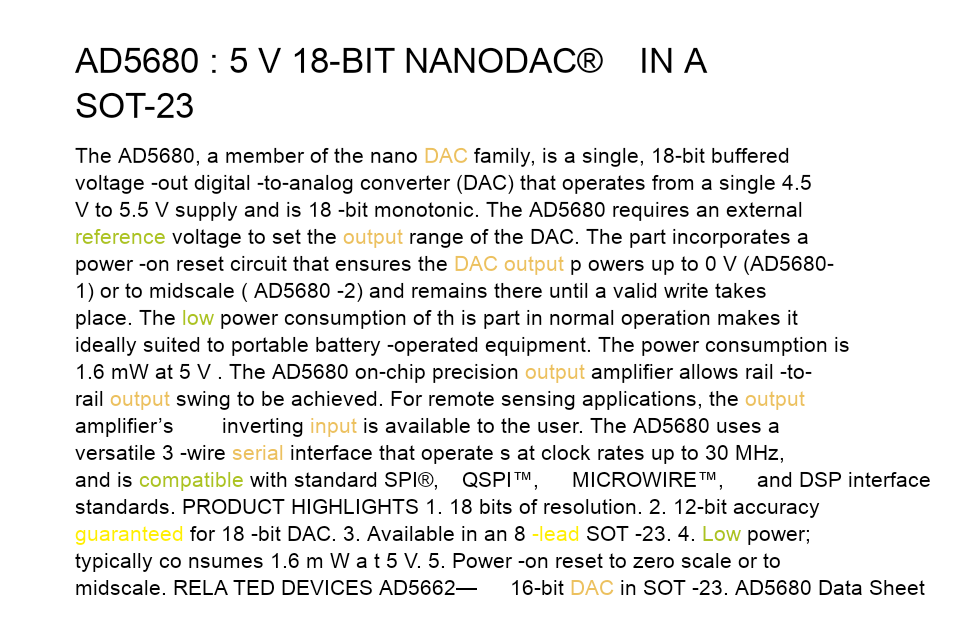 AD5680 : 5 V 18-BIT NANODAC® IN A
SOT-23
The AD5680, a member of the nano DAC family, is a single, 18-bit buffered
voltage -out digital -to-analog converter (DAC) that operates from a single 4.5
V to 5.5 V supply and is 18 -bit monotonic. The AD5680 requires an external
reference voltage to set the output range of the DAC. The part incorporates a
power -on reset circuit that ensures the DAC output p owers up to 0 V (AD5680-
1) or to midscale ( AD5680 -2) and remains there until a valid write takes
place. The low power consumption of th is part in normal operation makes it
ideally suited to portable battery -operated equipment. The power consumption is
1.6 mW at 5 V . The AD5680 on-chip precision output amplifier allows rail -to-
rail output swing to be achieved. For remote sensing applications, the output
amplifier’s inverting input is available to the user. The AD5680 uses a
versatile 3 -wire serial interface that operate s at clock rates up to 30 MHz,
and is compatible with standard SPI®, QSPI™, MICROWIRE™, and DSP interface
standards. PRODUCT HIGHLIGHTS 1. 18 bits of resolution. 2. 12-bit accuracy
guaranteed for 18 -bit DAC. 3. Available in an 8 -lead SOT -23. 4. Low power;
typically co nsumes 1.6 m W a t 5 V. 5. Power -on reset to zero scale or to
midscale. RELA TED DEVICES AD5662— 16-bit DAC in SOT -23. AD5680 Data Sheet